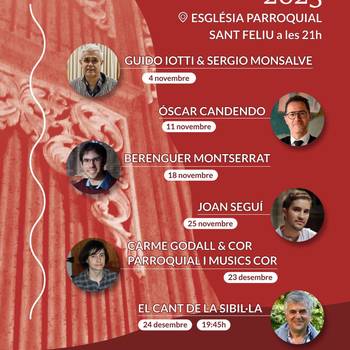 2023
ESGLÉSIA PARROQUIAL
SANT FELIU a les 21h
GUIDO IOTTI & SERGIO MONSALVE
4 novembre
ÓSCAR CANDENDO
11 novembre
BERENGUER MONTSERRAT
18 novembre
JOAN SEGUÍ
25 novembre
CARME GODALL & COR
PARROQUIAL I MUSICS COR
23 desembre
EL CANT DE LA SIBIL·LA
24 desembre 19:45h